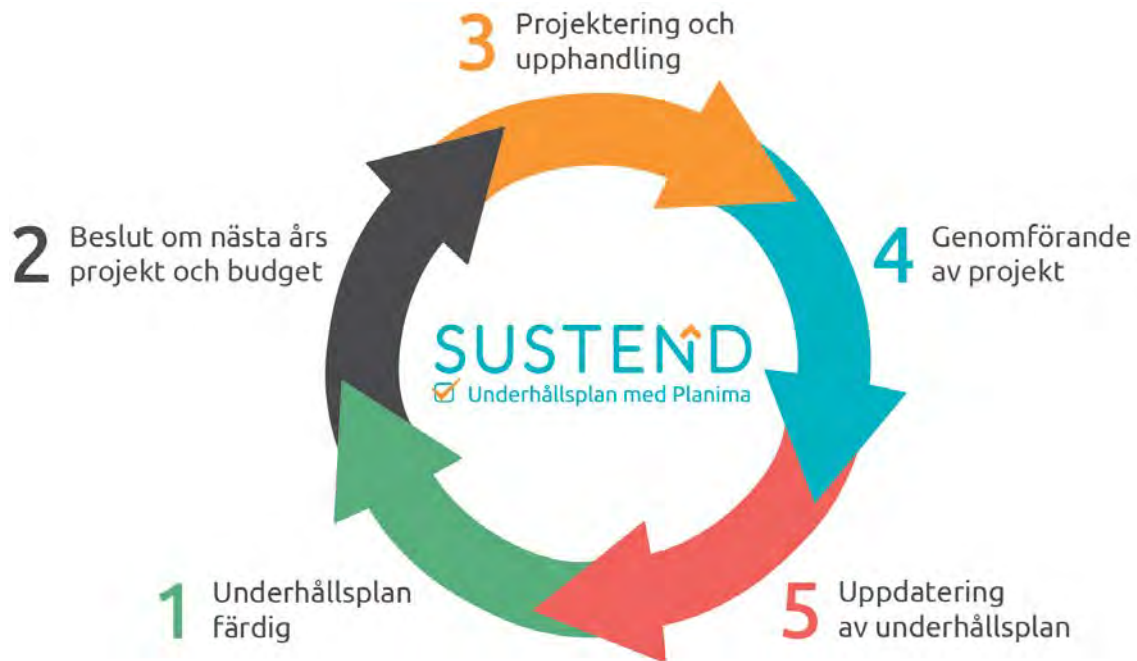 3 Projektering och
upphandling
2 Beslut om nästa års
projekt och budget
4 Genomförande
av projekt
SUSTEND
Underhållsplan med Planima
1 Underhållsplan
färdig
5 Uppdatering
av underhållsplan